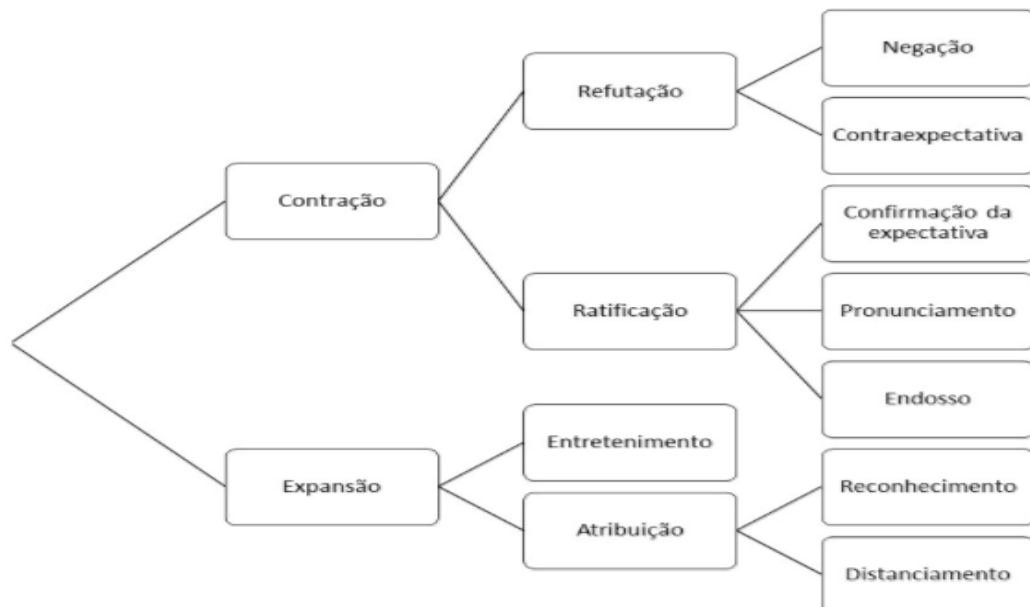 Negação
Refutação
Contraexpectativa
Contração
Confirmação da
expectativa
Ratificação
Pronunciamento
Endosso
Entretenimento
Expansão
Reconhecimento
Atribuição
Distanciamento